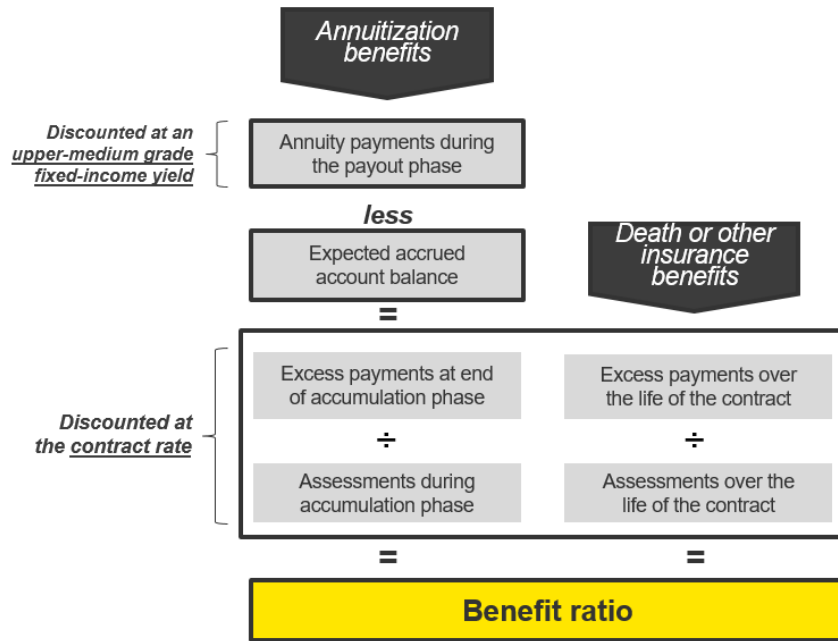 Annuitization
benefits
Discounted at an
upper-medium grade
fixed-income yield
Annuity payments during
the payout phase
less
Expected accrued
account balance
=
Death or other
insurance
benefits
Discounted at
the contract rate
Excess payments at end
of accumulation phase
÷
Assessments during
accumulation phase
=
Excess payments over
the life of the contract
÷
Assessments over the
life of the contract
=
Benefit ratio